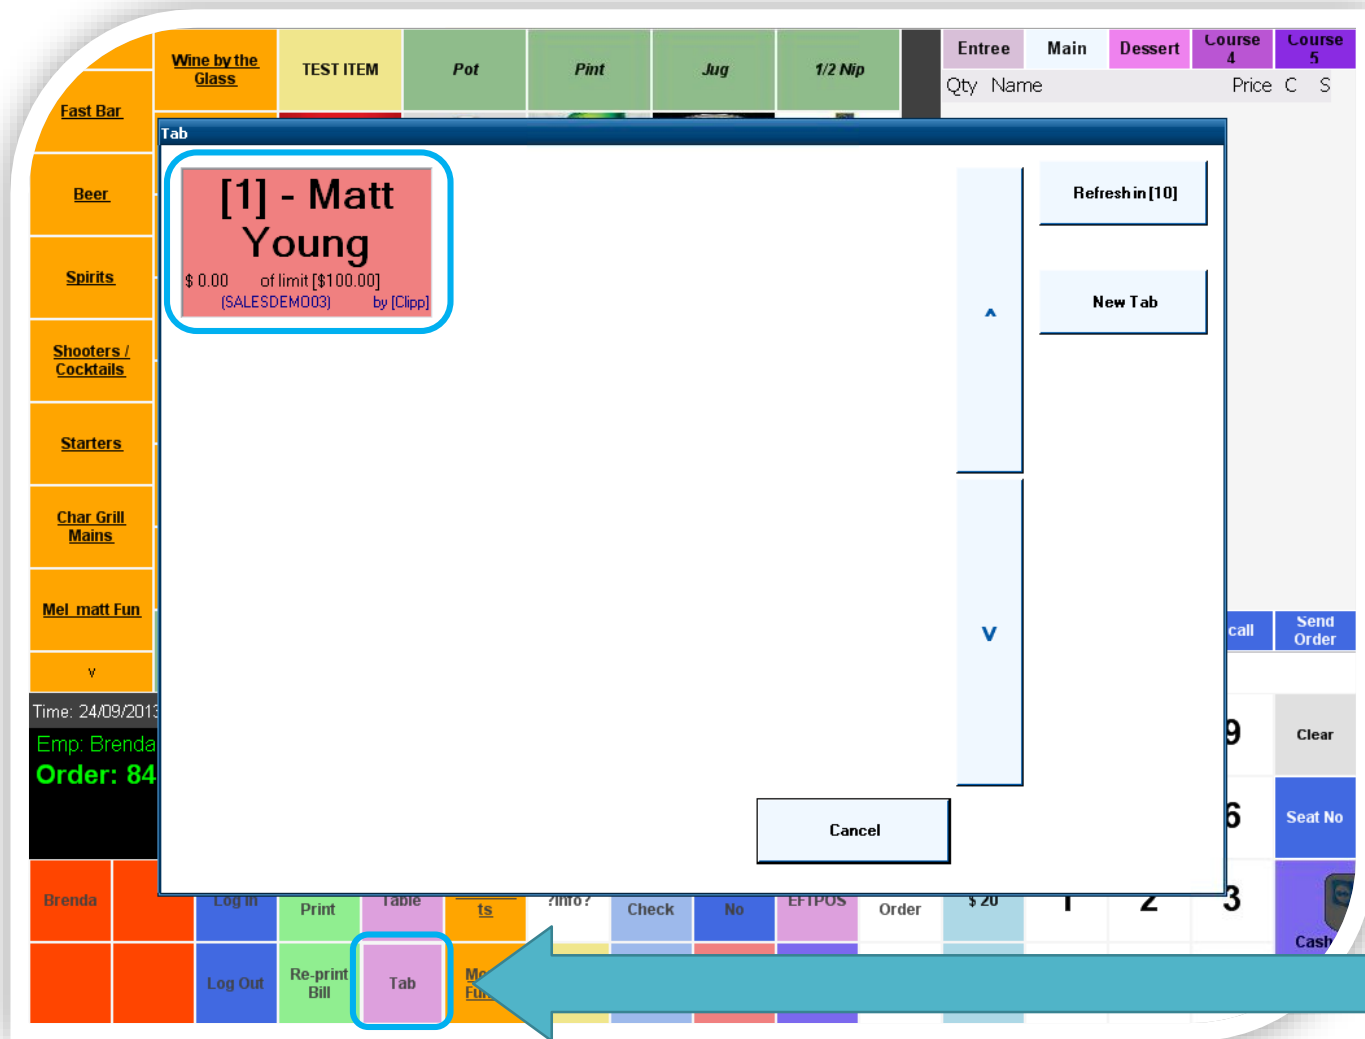 Wine by the
Glass
TEST ITEM
Pot
Pint
Jug
1/2 Nip
Entree
Main
Dessert
Course
4
Course
5
Qty Name
Price C S
Fast Bar
Beer
Spirits
Shooters /
Cocktails
Starters
Char Grill
Mains
Mel matt Fun
v
Tab
[1] - Matt
Young
$ 0.00 of limit [$100.00]
(SALESDEMO03) by [Clipp]
^
v
Refresh in [10]
New Tab
Cancel
call
Send
Order
Time: 24/09/2013
Emp: Brenda
Order: 84
9
Clear
6
Seat No
Brenda
Log In
Print
Table
ts
?Info?
Check
No
EFTPOS
Order
$ 20
1
2
3
Cash
Log Out
Re-print
Bill
Tab